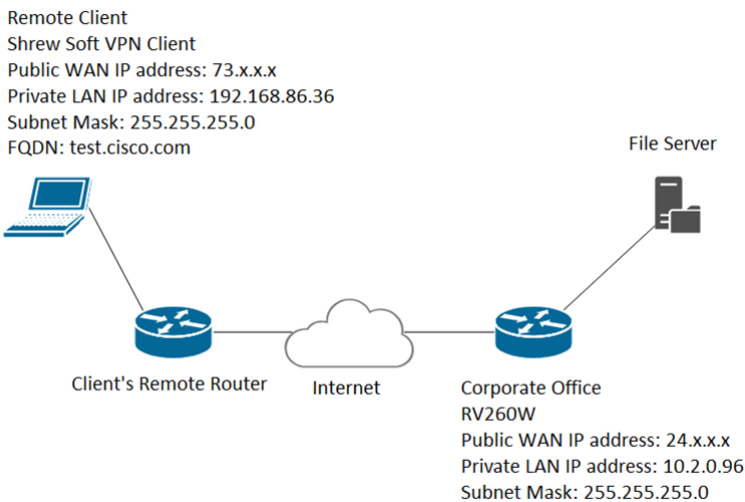 Remote Client
Shrew Soft VPN Client
Public WAN IP address: 73.x.x.x
Private LAN IP address: 192.168.86.36
Subnet Mask: 255.255.255.0
FQDN: test.cisco.com
File Server
Client's Remote Router
Internet
Corporate Office
RV260W
Public WAN IP address: 24.x.x.x
Private LAN IP address: 10.2.0.96
Subnet Mask: 255.255.255.0